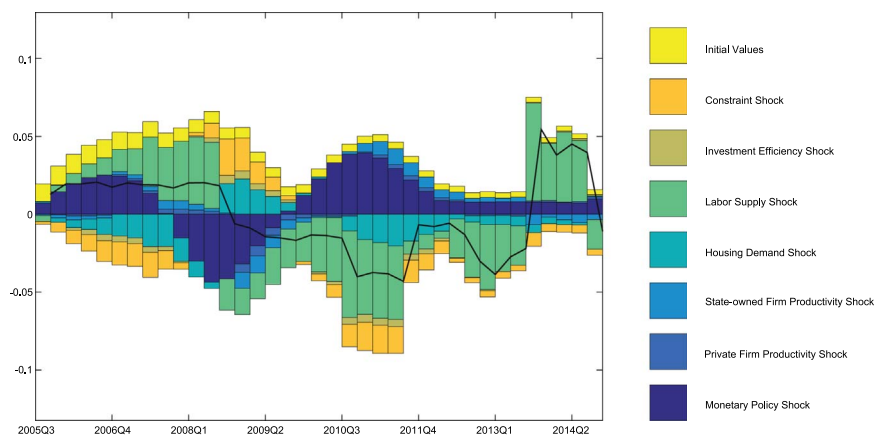 0.1
0.05
0
-0.05
-0.1
2005Q3 2006Q4 2008Q1 2009Q2 2010Q3 2011Q4 2013Q1 2014Q2
Initial Values
Constraint Shock
Investment Efficiency Shock
Labor Supply Shock
Housing Demand Shock
State-owned Firm Productivity Shock
Private Firm Productivity Shock
Monetary Policy Shock